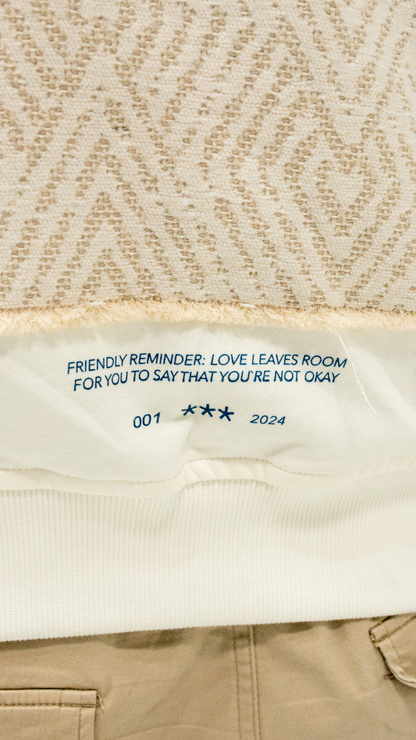 FRIENDLY REMINDER: LOVE LEAVES ROOM
FOR YOU TO SAY THAT YOU'RE NOT OKAY
001 *** 2024